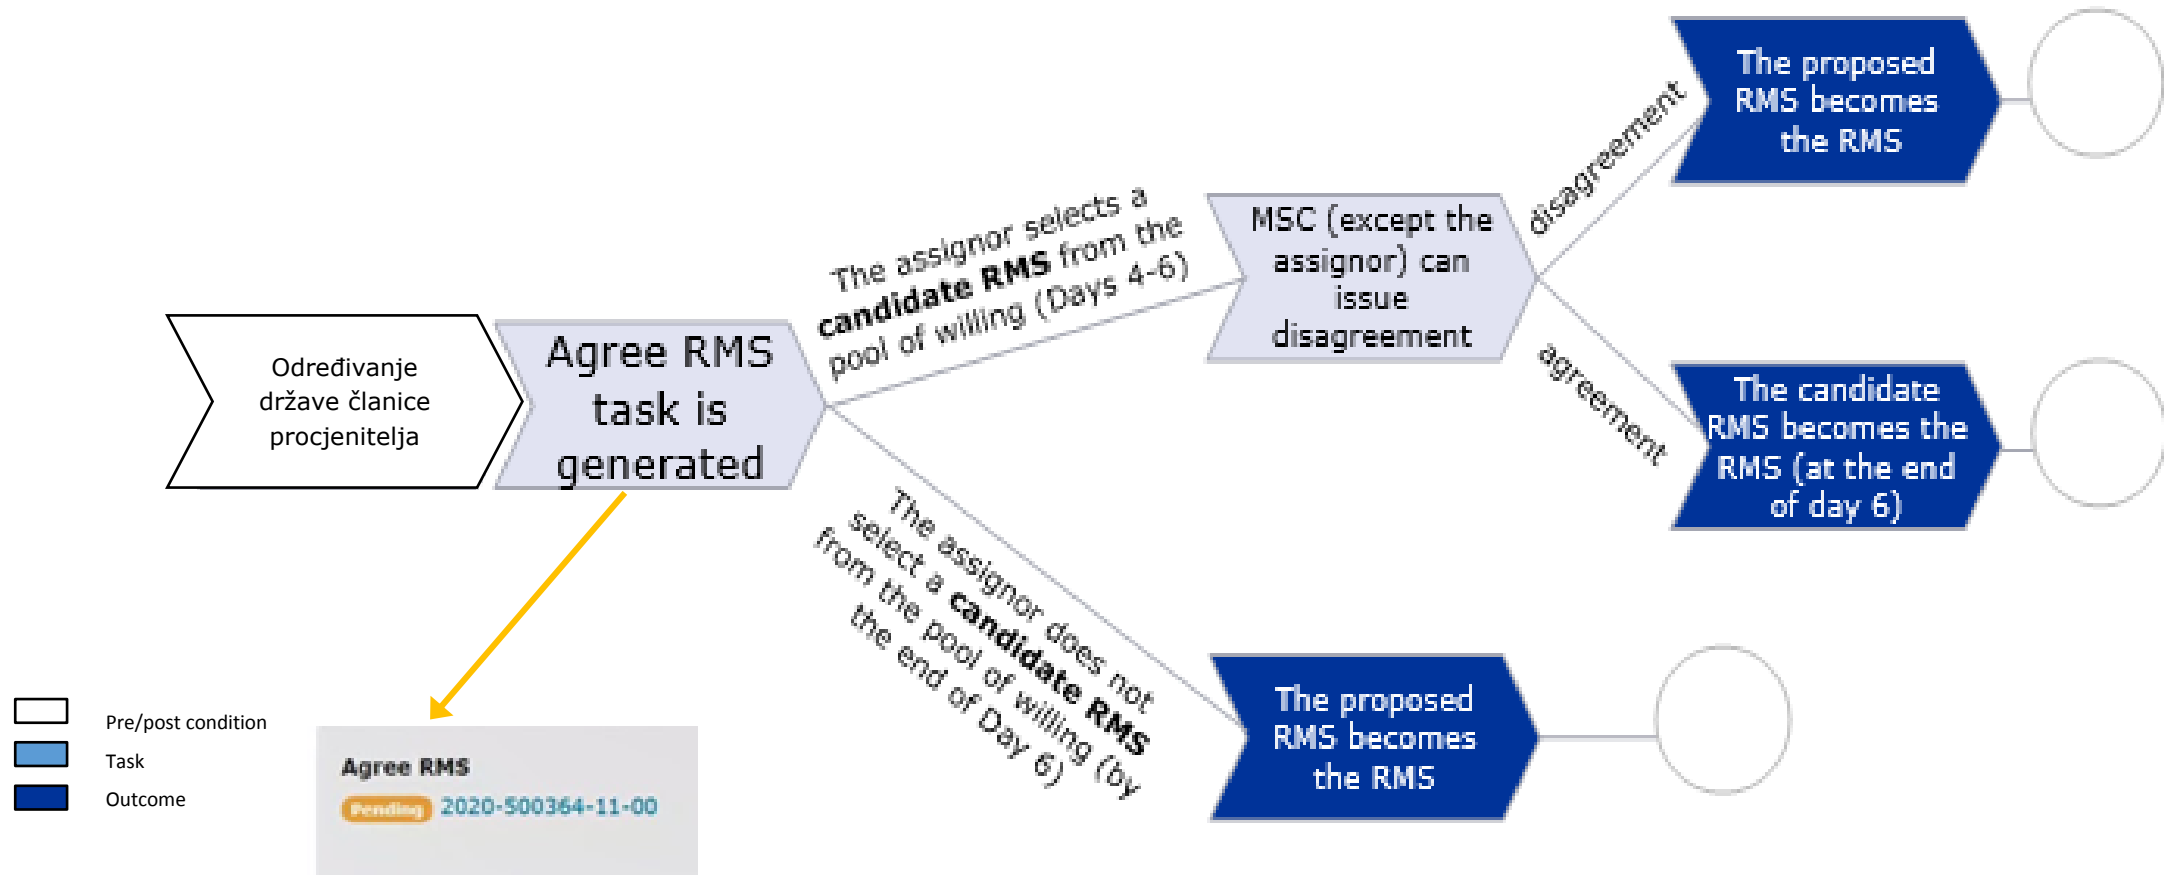 The proposed
RMS becomes
the RMS
disagreement
The assignor selects a
candidate RMS from the
pool of willing (Days 4-6)
MSC (except the
assignor) can
issue
disagreement
Određivanje
države članice
procjenitelja
Agree RMS
task is
generated
agreement
The candidate
RMS becomes the
RMS (at the end
of day 6)
The assignor does not
select a candidate RMS
from the pool of willing (by
the end of Day 6)
The proposed
RMS becomes
the RMS
Pre/post condition
Task
Outcome
Agree RMS
Pending 2020-500364-11-00